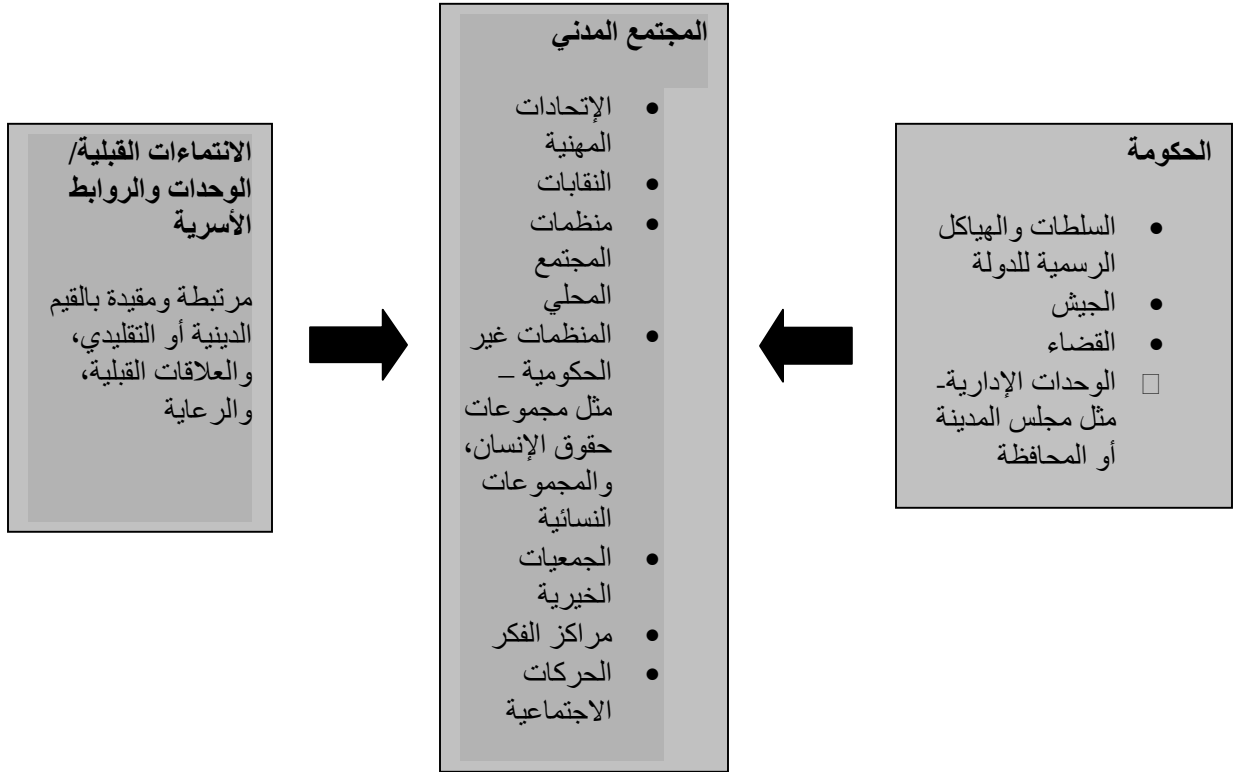 الحكومة
• السلطات والهياكل
الرسمية للدولة
• الجيش
• القضاء
□ الوحدات الإدارية-
مثل مجلس المدينة
أو المحافظة
المجتمع المدني
• الإتحادات
المهنية
• النقابات
• منظمات
المجتمع
المحلي
• المنظمات غير
الحكومية –
مثل مجموعات
حقوق الإنسان،
والمجموعات
النسائية
• الجمعيات
الخيرية
• مراكز الفكر
• الحركات
الاجتماعية
الانتماءات القبلية/
الوحدات والروابط
الأسرية
مرتبطة ومقيدة بالقيم
الدينية أو التقليدي،
والعلاقات القبلية،
والرعاية